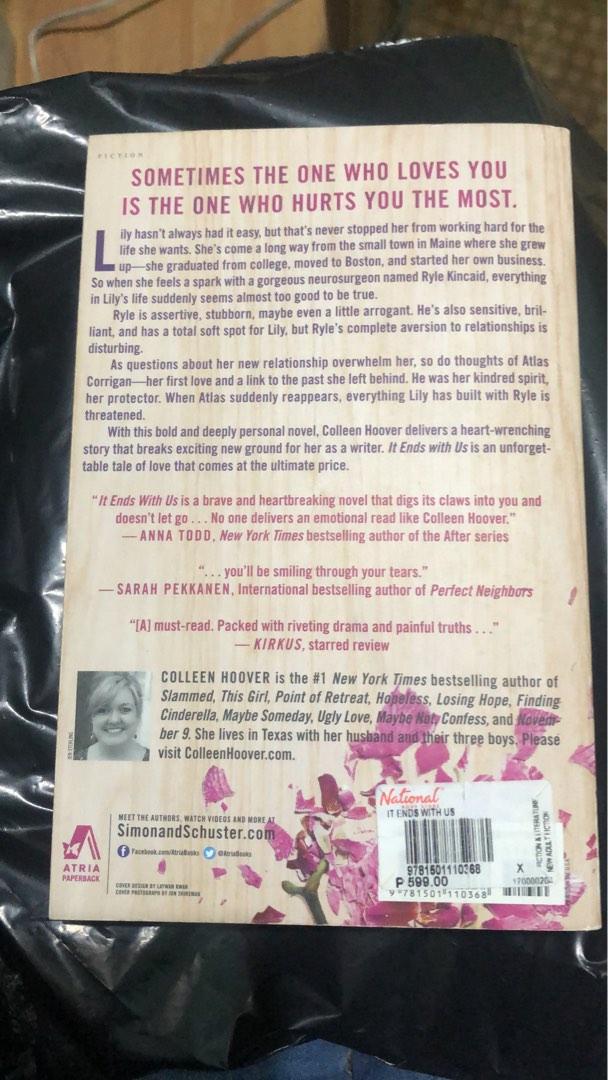 FICTION
SOMETIMES THE ONE WHO LOVES YOU
IS THE ONE WHO HURTS YOU THE MOST.
Lily hasn't always had it easy, but that's never stopped her from working hard for the
life she wants. She's come a long way from the small town in Maine where she grew
up—she graduated from college, moved to Boston, and started her own business.
So when she feels a spark with a gorgeous neurosurgeon named Ryle Kincaid, everything
in Lily's life suddenly seems almost too good to be true.
Ryle is assertive, stubborn, maybe even a little arrogant. He's also sensitive, bril-
liant, and has a total soft spot for Lily, but Ryle's complete aversion to relationships is
disturbing.
As questions about her new relationship overwhelm her, so do thoughts of Atlas
Corrigan—her first love and a link to the past she left behind. He was her kindred spirit,
her protector. When Atlas suddenly reappears, everything Lily has built with Ryle is
threatened.
With this bold and deeply personal novel, Colleen Hoover delivers a heart-wrenching
story that breaks exciting new ground for her as a writer. It Ends with Us is an unforget-
table tale of love that comes at the ultimate price.
"It Ends With Us is a brave and heartbreaking novel that digs its claws into you and
doesn't let go . . . No one delivers an emotional read like Colleen Hoover."
— ANNA TODD, New York Times bestselling author of the After series
". . . you'll be smiling through your tears."
— SARAH PEKKANEN, International bestselling author of Perfect Neighbors
"[A] must-read. Packed with riveting drama and painful truths . . ."
— KIRKUS, starred review
COLLEEN HOOVER is the #1 New York Times bestselling author of
Slammed, This Girl, Point of Retreat, Hopeless, Losing Hope, Finding
Cinderella, Maybe Someday, Ugly Love, Maybe Not, Confess, and Novem-
ber 9. She lives in Texas with her husband and their three boys. Please
visit ColleenHoover.com.
MEET THE AUTHORS, WATCH VIDEOS AND MORE AT
SimonandSchuster.com
Facebook.com/AtriaBooks @AtriaBooks
ATRIA
PAPERBACK
COVER DESIGN BY LAYWAN KWAN
COVER PHOTOGRAPH BY JON SHIREMAN
National
BOOK STORE
IT ENDS WITH US
9781501110368
X
P 599.00
9 781501 110368
FICTION & LITERATURE
NEW ADULT FICTION